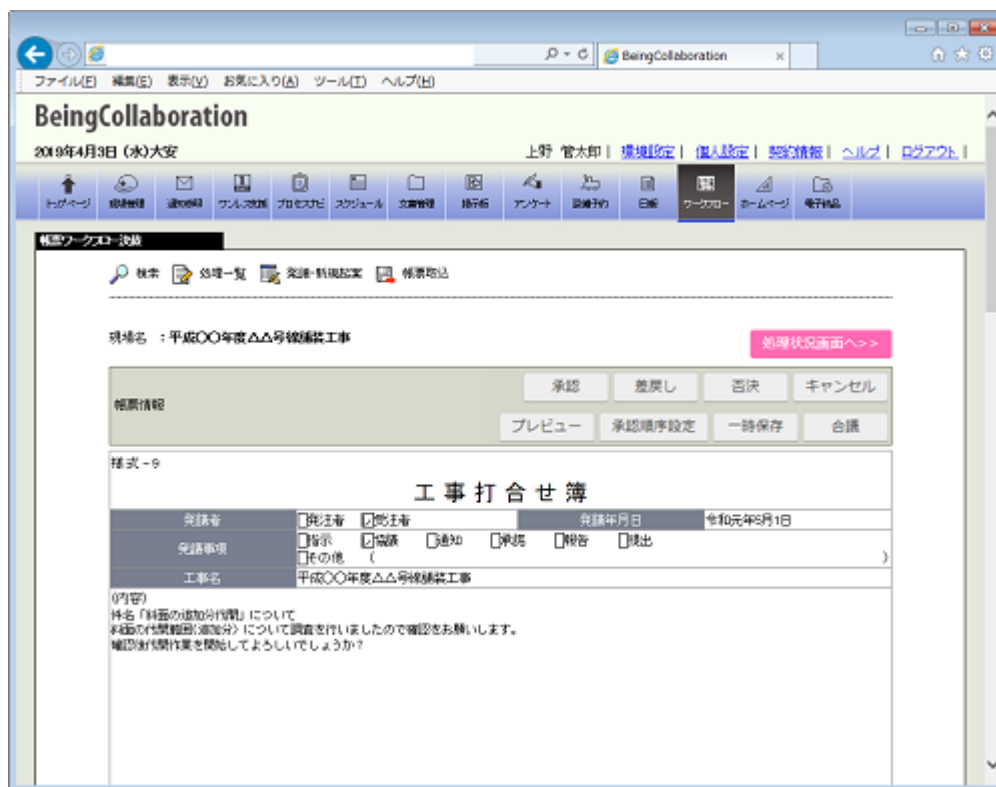 BeingCollaboration
ファイル(F) 編集(E) 表示(V) お気に入り(A) ツール(T) ヘルプ(H)
BeingCollaboration
2019年4月3日 (水)大安
上野 管太郎 | 環境設定 | 個人設定 | 契約情報 | ヘルプ | ログアウト |
トップページ スケジュール 文書管理 掲示板 アンケート 設備予約 日報 ワークフロー ホームページ 電子納品
帳票ワークフロー決裁
検索 処理一覧 発議・新規起案 帳票取込
現場名 :平成〇〇年度△△号線舗装工事
処理状況画面へ>>
帳票情報
承認 差戻し 否決 キャンセル
プレビュー 承認順序設定 一時保存 合議
様式-9
工事打合せ簿
発議者 発注者 受注者 発議年月日 令和元年5月1日
発議事項 指示 協議 通知 承諾 報告 提出
その他 ( )
工事名 平成〇〇年度△△号線舗装工事
(内容)
件名「斜面の追加分伐開」について
斜面の伐開範囲(追加分)について調査を行いましたので確認をお願いします。
確認後伐開作業を開始してよろしいでしょうか?